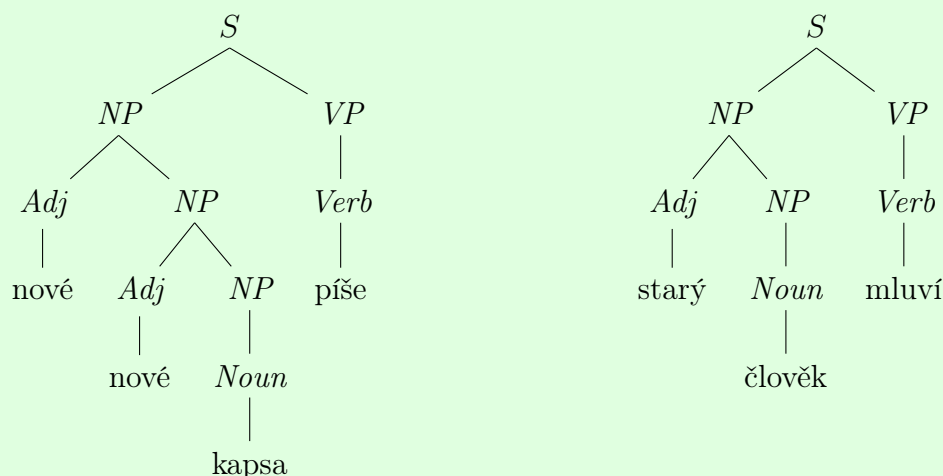 S S
NP VP NP VP
Adj NP Verb Adj NP Verb
nové Adj NP píše starý Noun mluví
nové Noun člověk
kapsa